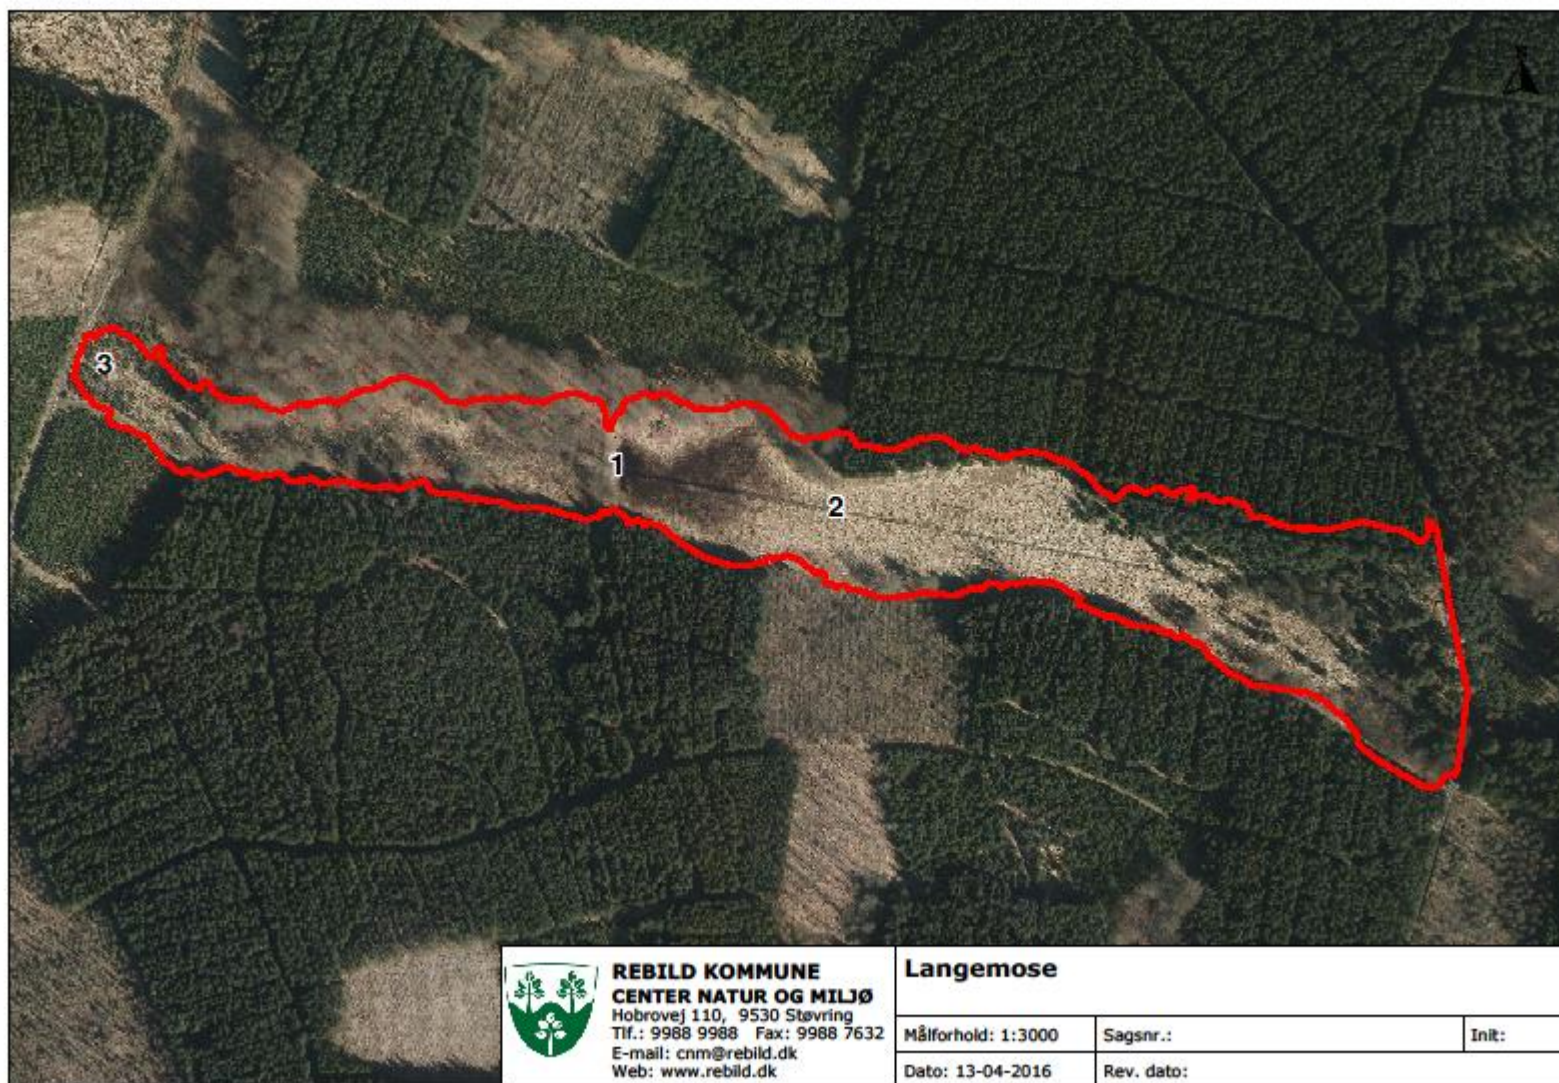 3
1
2
REBILD KOMMUNE
CENTER NATUR OG MILJØ
Hobrovej 110, 9530 Støvring
Tlf.: 9988 9988 Fax: 9988 7632
E-mail: cnm@rebild.dk
Web: www.rebild.dk
Langemose
Målforhold: 1:3000
Sagsnr.:
Init:
Dato: 13-04-2016
Rev. dato: